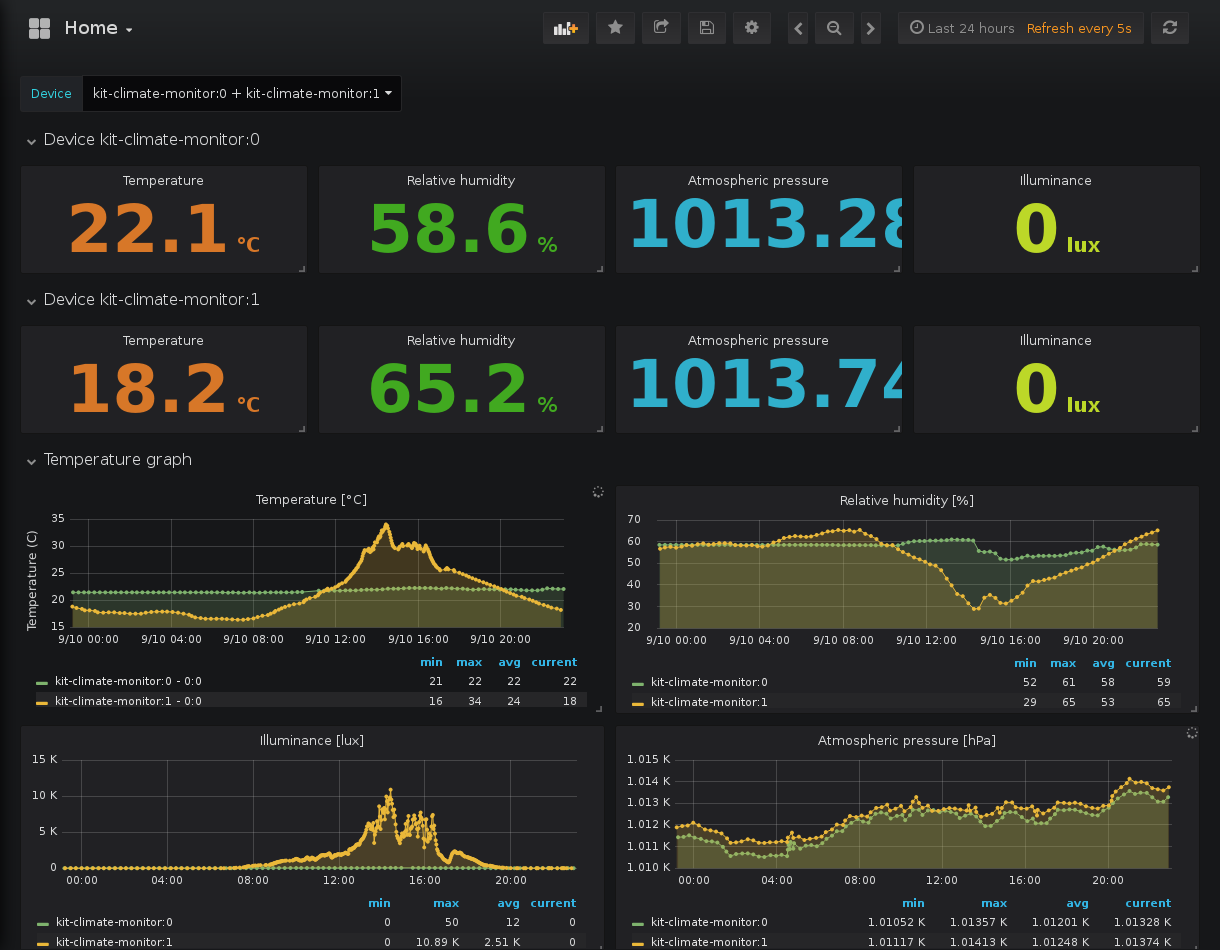 Home
Last 24 hours Refresh every 5s
Device kit-climate-monitor:0 + kit-climate-monitor:1
Device kit-climate-monitor:0
Temperature Relative humidity Atmospheric pressure Illuminance
22.1 °C 58.6 % 1013.28 0 lux
Device kit-climate-monitor:1
Temperature Relative humidity Atmospheric pressure Illuminance
18.2 °C 65.2 % 1013.74 0 lux
Temperature graph
Temperature [°C]
Temperature (C)
35
30
25
20
15
9/10 00:00 9/10 04:00 9/10 08:00 9/10 12:00 9/10 16:00 9/10 20:00
min max avg current
kit-climate-monitor:0 - 0:0 21 22 22 22
kit-climate-monitor:1 - 0:0 16 34 24 18
Relative humidity [%]
70
60
50
40
30
20
9/10 00:00 9/10 04:00 9/10 08:00 9/10 12:00 9/10 16:00 9/10 20:00
min max avg current
kit-climate-monitor:0 52 61 58 59
kit-climate-monitor:1 29 65 53 65
Illuminance [lux]
15 K
10 K
5 K
0
00:00 04:00 08:00 12:00 16:00 20:00
min max avg current
kit-climate-monitor:0 0 50 12 0
kit-climate-monitor:1 0 10.89 K 2.51 K 0
Atmospheric pressure [hPa]
1.015 K
1.014 K
1.013 K
1.012 K
1.011 K
1.010 K
00:00 04:00 08:00 12:00 16:00 20:00
min max avg current
kit-climate-monitor:0 1.01052 K 1.01357 K 1.01201 K 1.01328 K
kit-climate-monitor:1 1.01117 K 1.01413 K 1.01248 K 1.01374 K